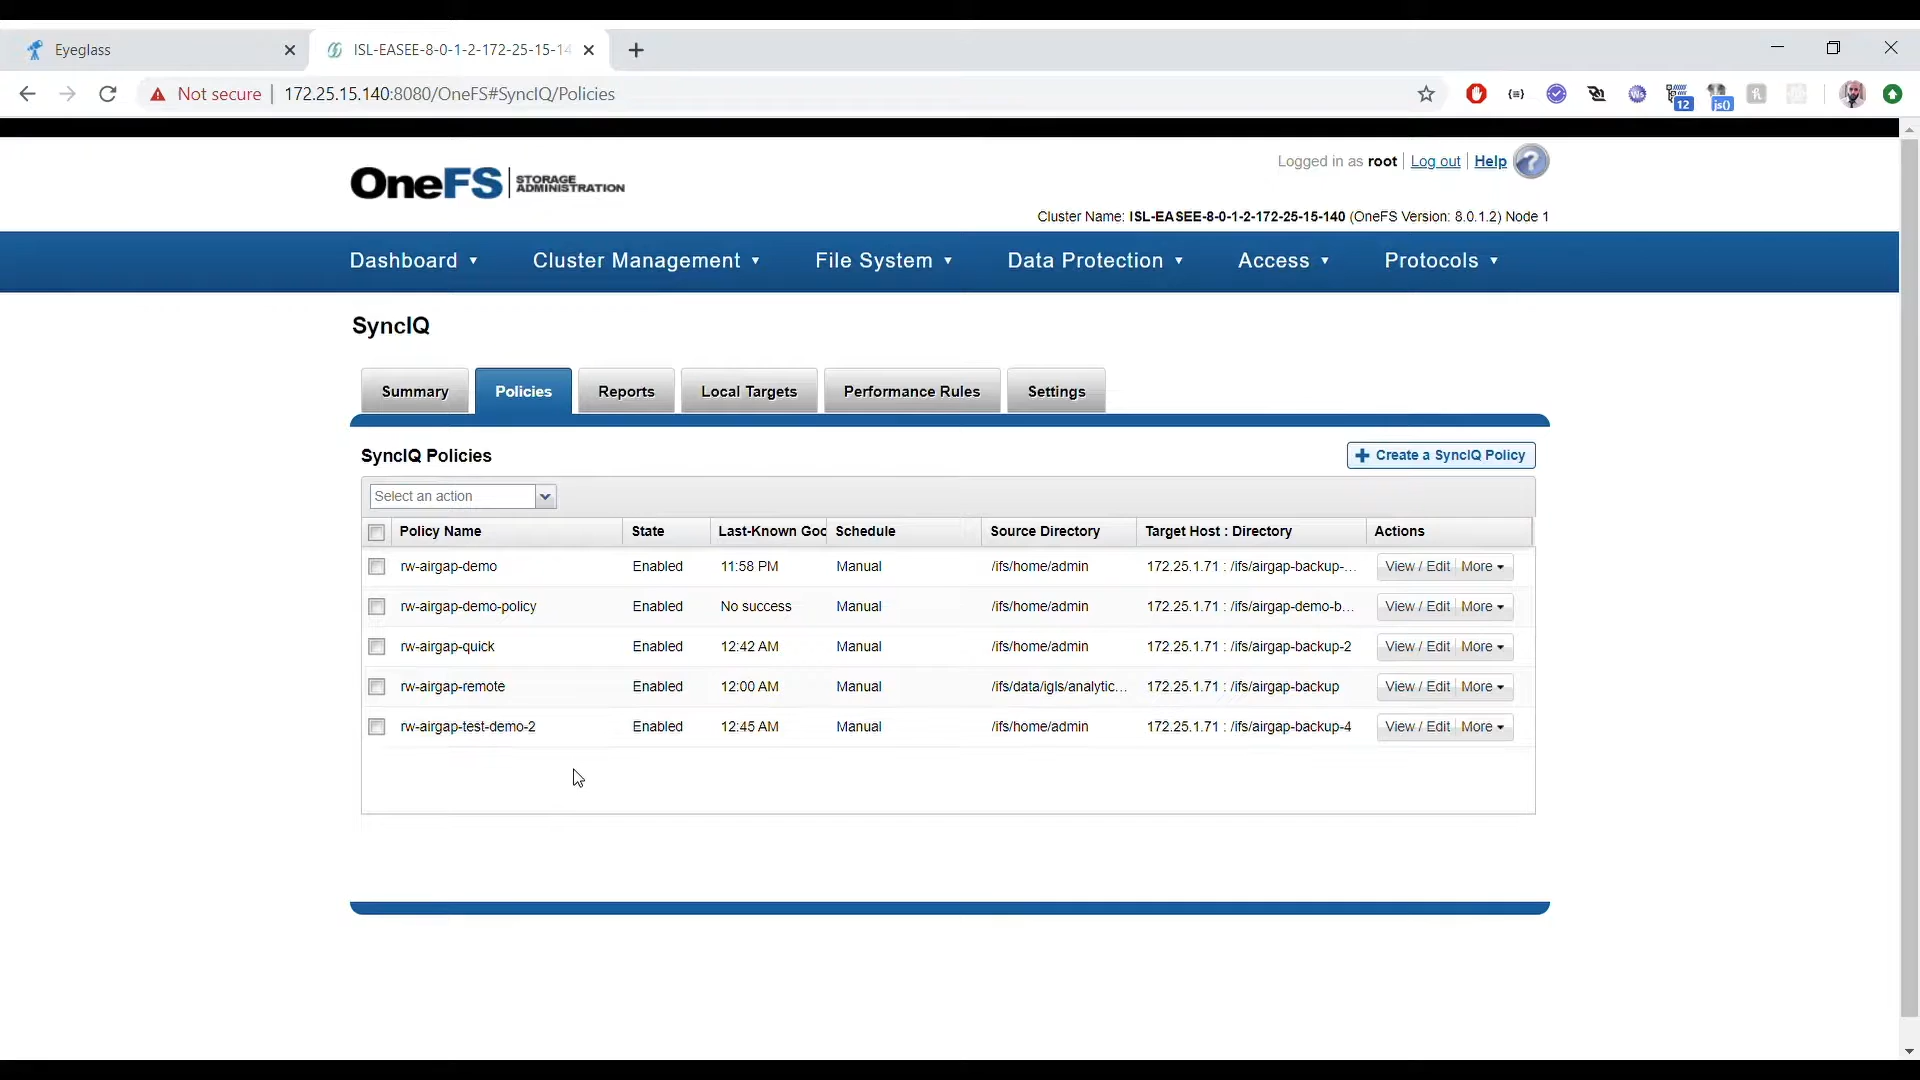 Eyeglass
ISL-EASEE-8-0-1-2-172-25-15-14
Not secure
172.25.15.140:8080/OneFS#SyncIQ/Policies
12
js()
Logged in as root Log out Help
OneFS STORAGE ADMINISTRATION
Cluster Name: ISL-EASEE-8-0-1-2-172-25-15-140 (OneFS Version: 8.0.1.2) Node 1
Dashboard Cluster Management File System Data Protection Access Protocols
SyncIQ
Summary Policies Reports Local Targets Performance Rules Settings
SyncIQ Policies
Create a SyncIQ Policy
Select an action
Policy Name State Last-Known Goo Schedule Source Directory Target Host : Directory Actions
rw-airgap-demo Enabled 11:58 PM Manual /ifs/home/admin 172.25.1.71 : /ifs/airgap-backup-... View / Edit More
rw-airgap-demo-policy Enabled No success Manual /ifs/home/admin 172.25.1.71 : /ifs/airgap-demo-b... View / Edit More
rw-airgap-quick Enabled 12:42 AM Manual /ifs/home/admin 172.25.1.71 : /ifs/airgap-backup-2 View / Edit More
rw-airgap-remote Enabled 12:00 AM Manual /ifs/data/igls/analytic... 172.25.1.71 : /ifs/airgap-backup View / Edit More
rw-airgap-test-demo-2 Enabled 12:45 AM Manual /ifs/home/admin 172.25.1.71 : /ifs/airgap-backup-4 View / Edit More